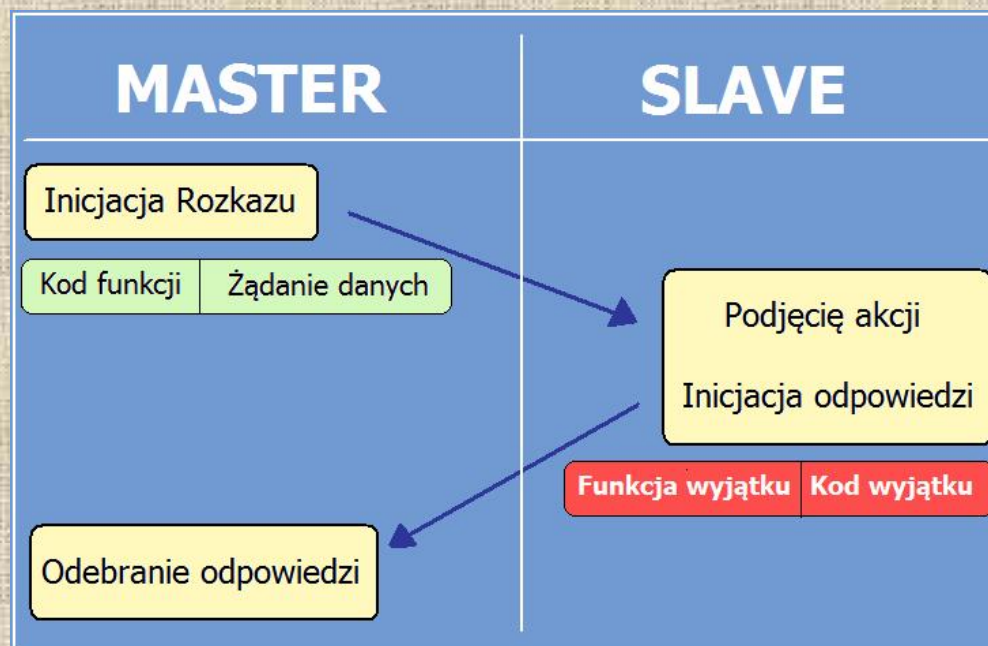 MASTER
SLAVE
Inicjacja Rozkazu
Kod funkcji
Żądanie danych
Podjęcię akcji
Inicjacja odpowiedzi
Funkcja wyjątku
Kod wyjątku
Odebranie odpowiedzi